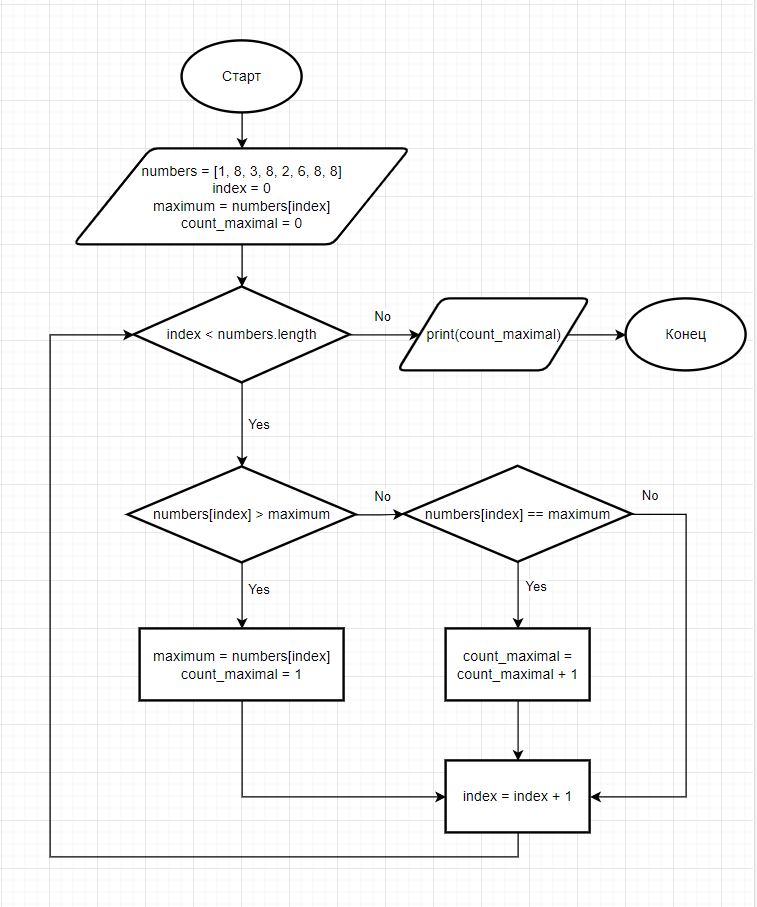 Старт
numbers = [1, 8, 3, 8, 2, 6, 8, 8]
index = 0
maximum = numbers[index]
count_maximal = 0
index < numbers.length
No
print(count_maximal)
Конец
Yes
numbers[index] > maximum
No
numbers[index] == maximum
No
Yes
Yes
maximum = numbers[index]
count_maximal = 1
count_maximal =
count_maximal + 1
index = index + 1